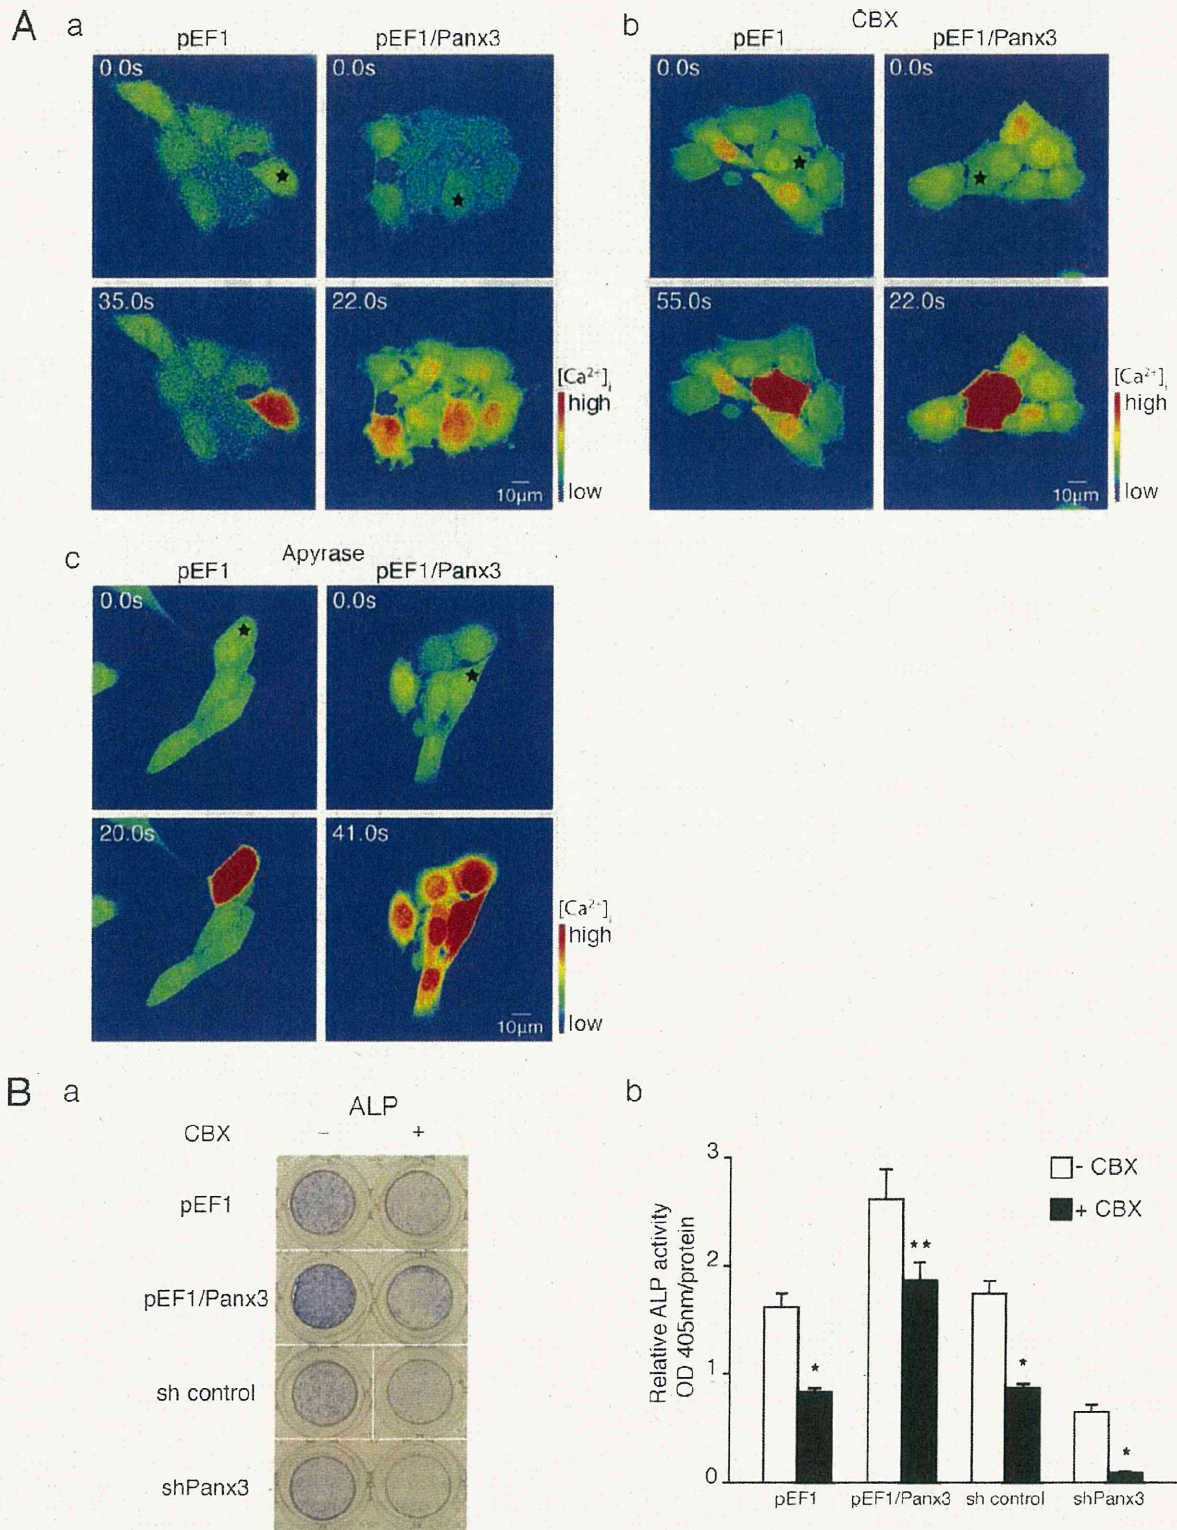 A a
pEF1 pEF1/Panx3
0.0s 0.0s
35.0s 22.0s
[Ca²⁺]i
high
low
10µm
b CBX
pEF1 pEF1/Panx3
0.0s 0.0s
55.0s 22.0s
[Ca²⁺]i
high
low
10µm
c Apyrase
pEF1 pEF1/Panx3
0.0s 0.0s
20.0s 41.0s
[Ca²⁺]i
high
low
10µm
B a
ALP
CBX − +
pEF1
pEF1/Panx3
sh control
shPanx3
b
Relative ALP activity
OD 405nm/protein
3
2
1
0
- CBX
+ CBX
*
**
*
*
pEF1 pEF1/Panx3 sh control shPanx3